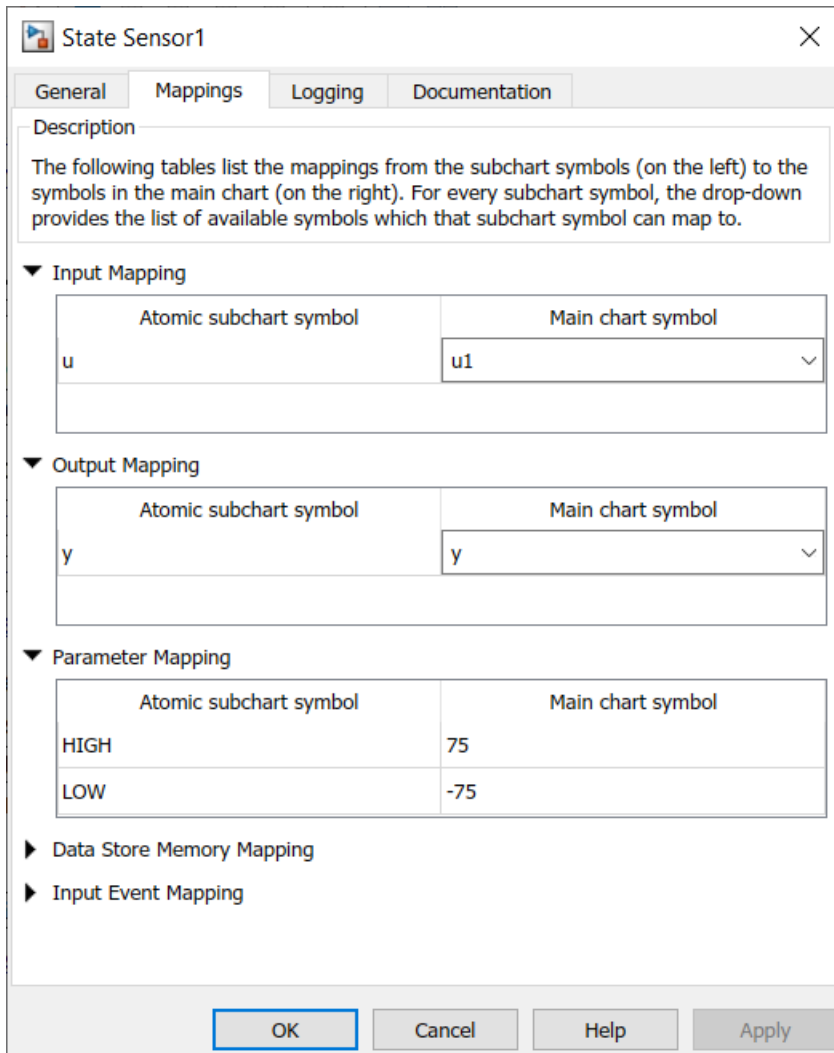 State Sensor1
General Mappings Logging Documentation
Description
The following tables list the mappings from the subchart symbols (on the left) to the
symbols in the main chart (on the right). For every subchart symbol, the drop-down
provides the list of available symbols which that subchart symbol can map to.
Input Mapping
Atomic subchart symbol Main chart symbol
u u1
Output Mapping
Atomic subchart symbol Main chart symbol
y y
Parameter Mapping
Atomic subchart symbol Main chart symbol
HIGH 75
LOW -75
Data Store Memory Mapping
Input Event Mapping
OK Cancel Help Apply